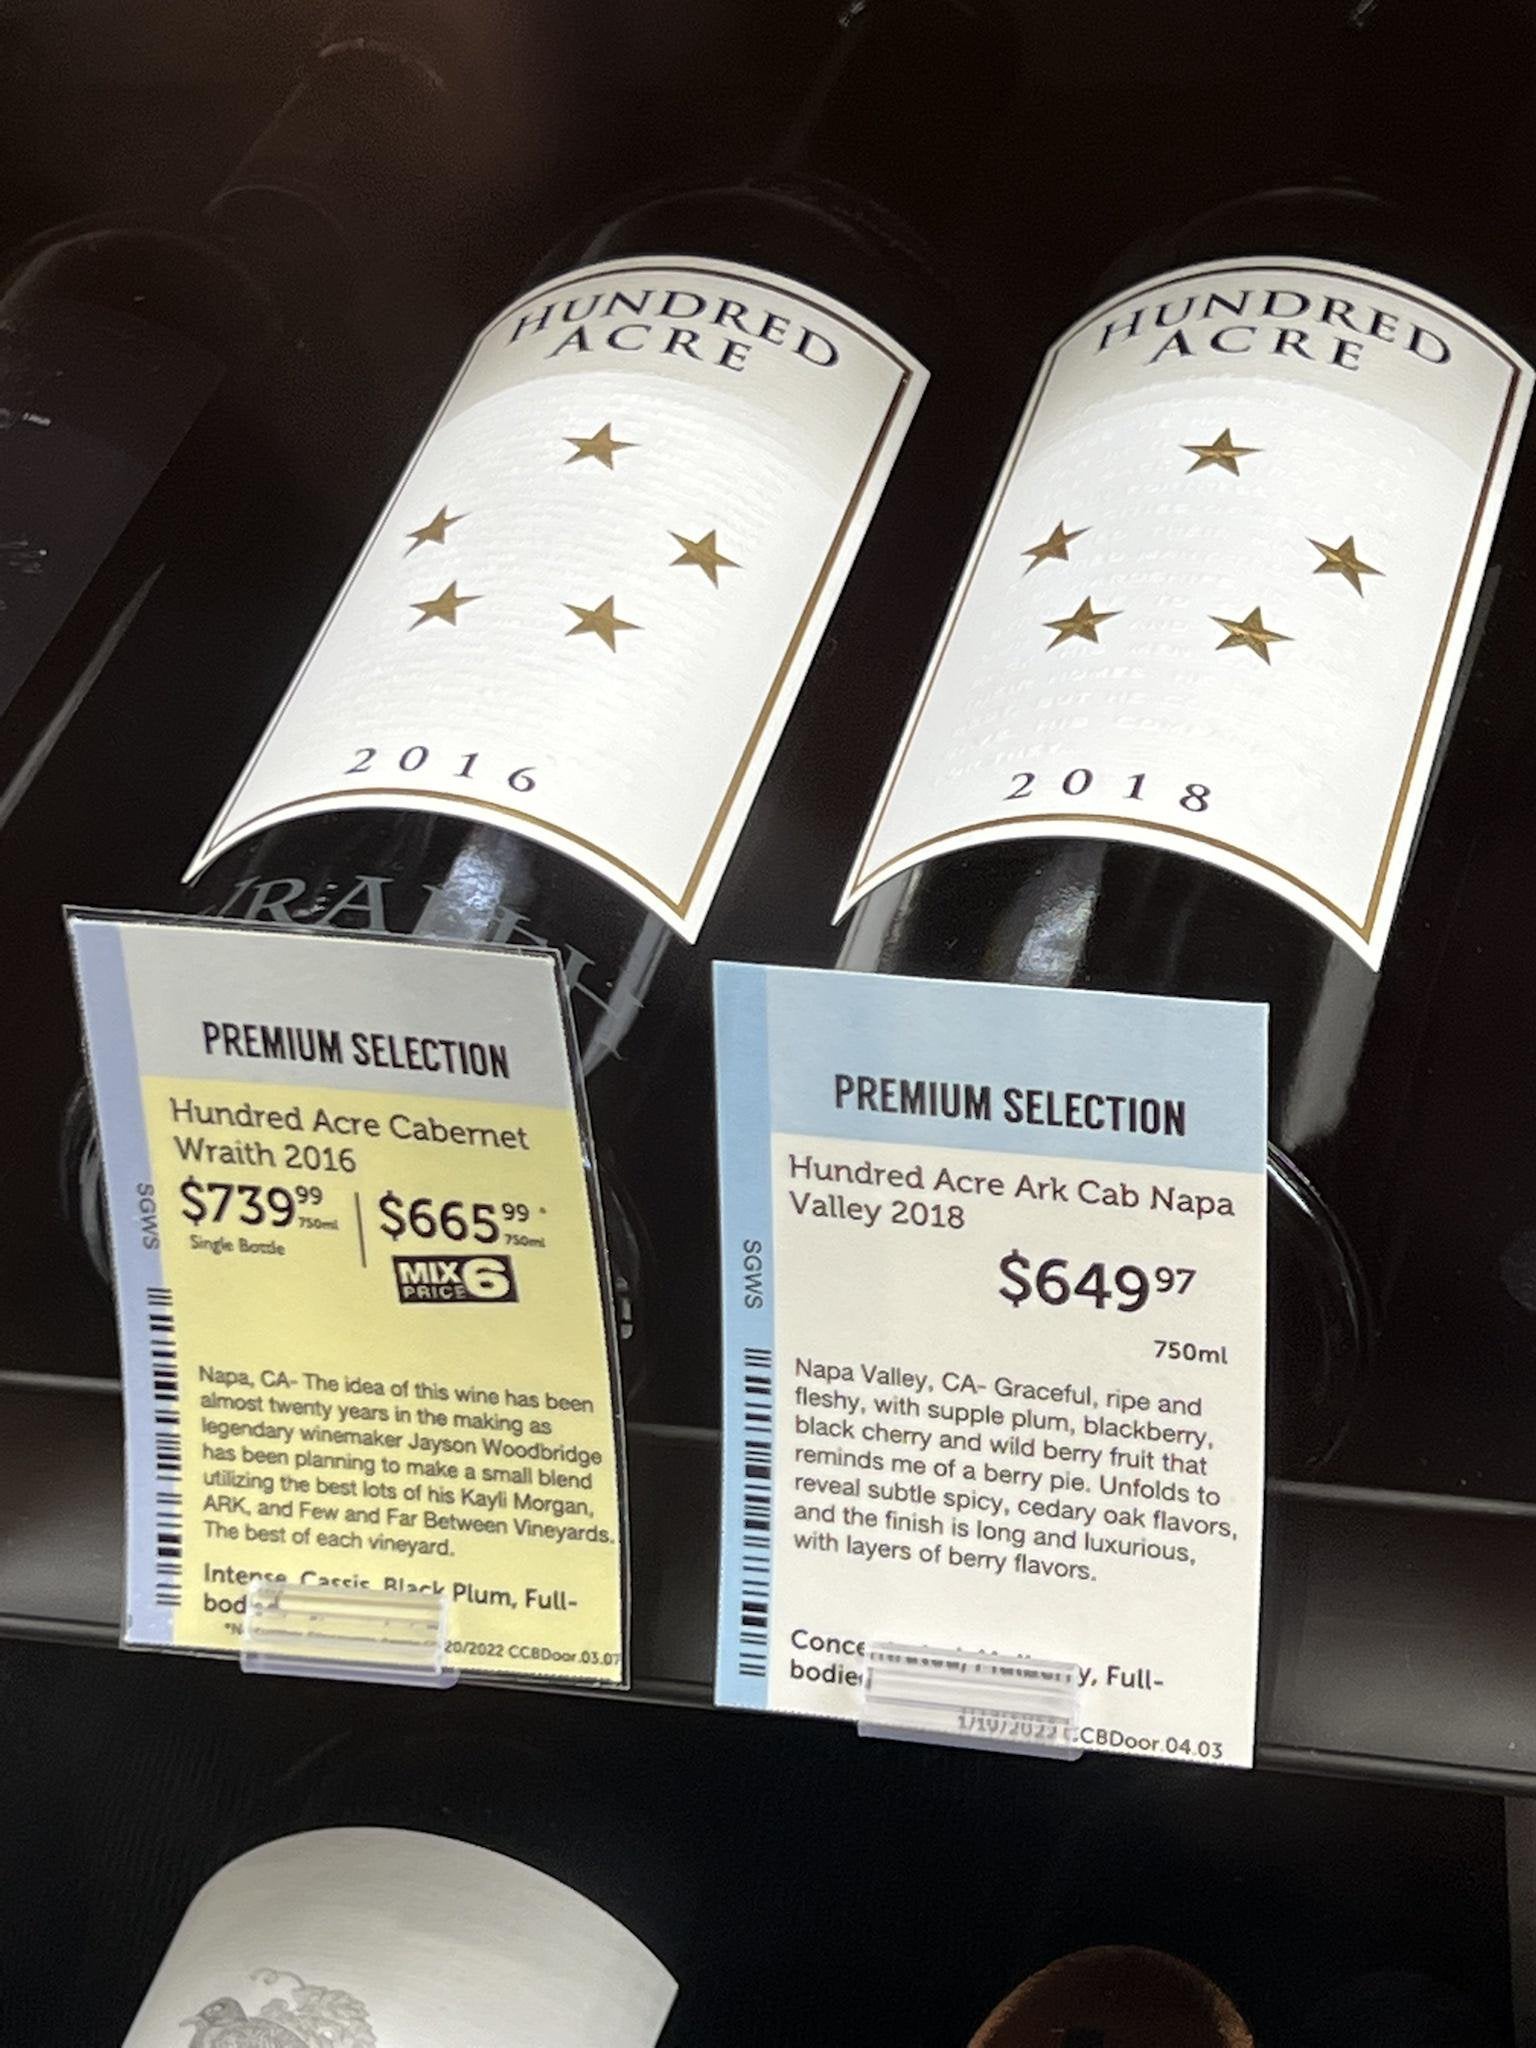 HUNDRED
ACRE
2016
HUNDRED
ACRE
2018
PREMIUM SELECTION
Hundred Acre Cabernet
Wraith 2016
$739.99 750ml
Single Bottle
$665.99* 750ml
MIX 6
PRICE
SGWS
Napa, CA- The idea of this wine has been
almost twenty years in the making as
legendary winemaker Jayson Woodbridge
has been planning to make a small blend
utilizing the best lots of his Kayli Morgan,
ARK, and Few and Far Between Vineyards.
The best of each vineyard.
Intense, Cassis, Black Plum, Full-
20/2022 CCBDoor.03.07
PREMIUM SELECTION
Hundred Acre Ark Cab Napa
Valley 2018
$649.97
750ml
SGWS
Napa Valley, CA- Graceful, ripe and
fleshy, with supple plum, blackberry,
black cherry and wild berry fruit that
reminds me of a berry pie. Unfolds to
reveal subtle spicy, cedary oak flavors,
and the finish is long and luxurious,
with layers of berry flavors.
Concentrated, Mulberry, Full-
bodied
1/19/2022 CCBDoor.04.03